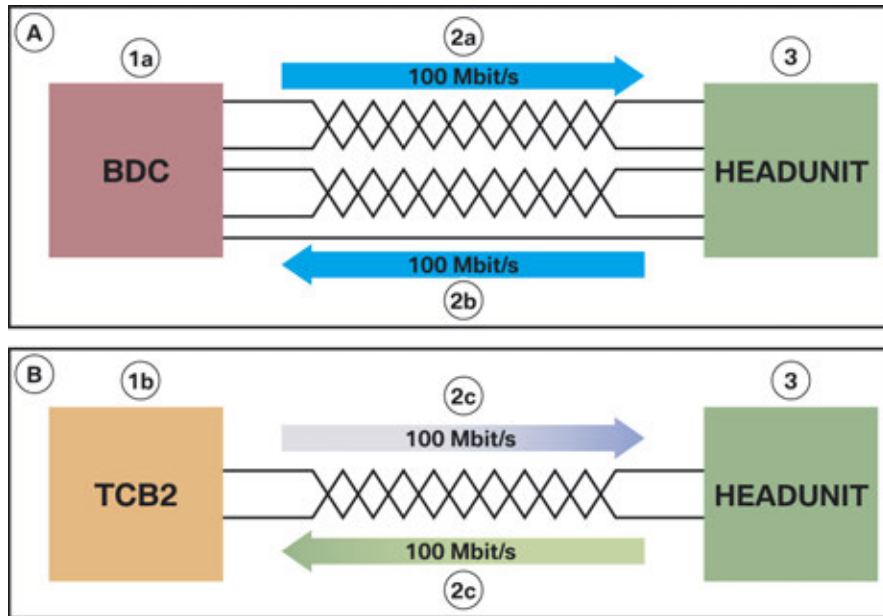 A
1a
2a
3
100 Mbit/s
BDC
HEADUNIT
100 Mbit/s
2b
B
1b
2c
3
100 Mbit/s
TCB2
HEADUNIT
100 Mbit/s
2c